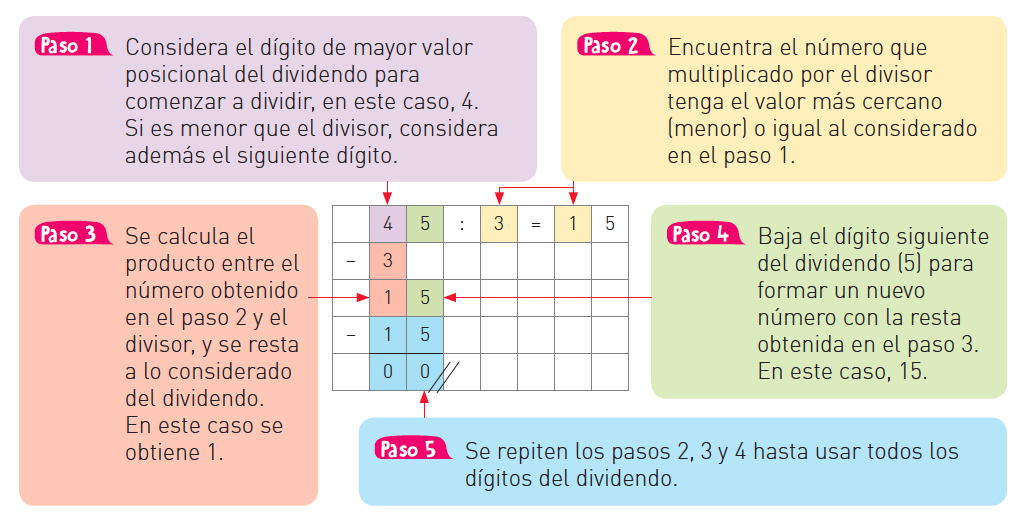 Paso 1
Considera el dígito de mayor valor
posicional del dividendo para
comenzar a dividir, en este caso, 4.
Si es menor que el divisor, considera
además el siguiente dígito.
Paso 2
Encuentra el número que
multiplicado por el divisor
tenga el valor más cercano
(menor) o igual al considerado
en el paso 1.
Paso 3
Se calcula el
producto entre el
número obtenido
en el paso 2 y el
divisor, y se resta
a lo considerado
del dividendo.
En este caso se
obtiene 1.
4 5 : 3 = 1 5
– 3
1 5
– 1 5
0 0
Paso 4
Baja el dígito siguiente
del dividendo (5) para
formar un nuevo
número con la resta
obtenida en el paso 3.
En este caso, 15.
Paso 5
Se repiten los pasos 2, 3 y 4 hasta usar todos los
dígitos del dividendo.